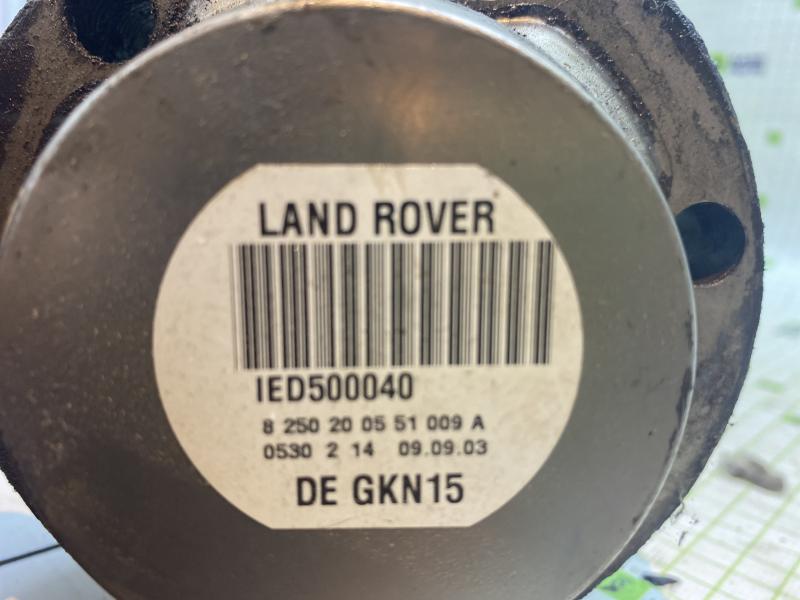 LAND ROVER
IED500040
8 250 20 05 51 009 A
0530 2 14 09.09.03
DE GKN15